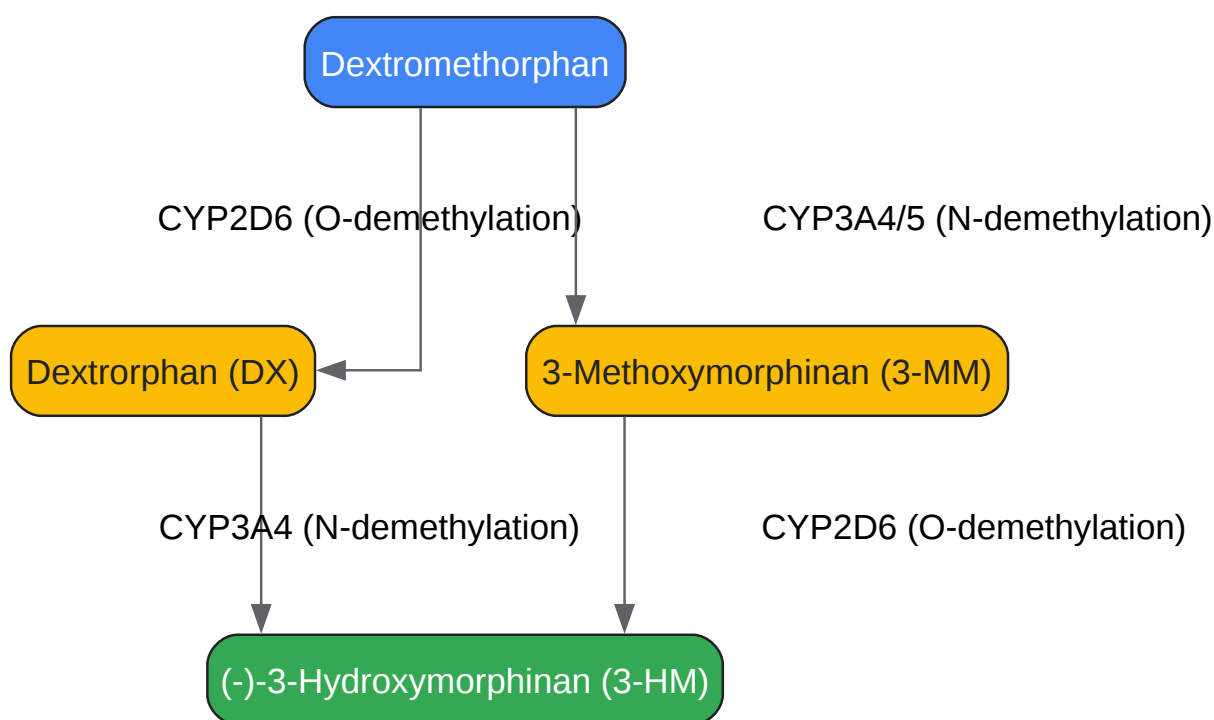 Dextromethorphan
CYP2D6 (O-demethylation)
CYP3A4/5 (N-demethylation)
Dextrorphan (DX)
3-Methoxymorphinan (3-MM)
CYP3A4 (N-demethylation)
CYP2D6 (O-demethylation)
(-)-3-Hydroxymorphinan (3-HM)